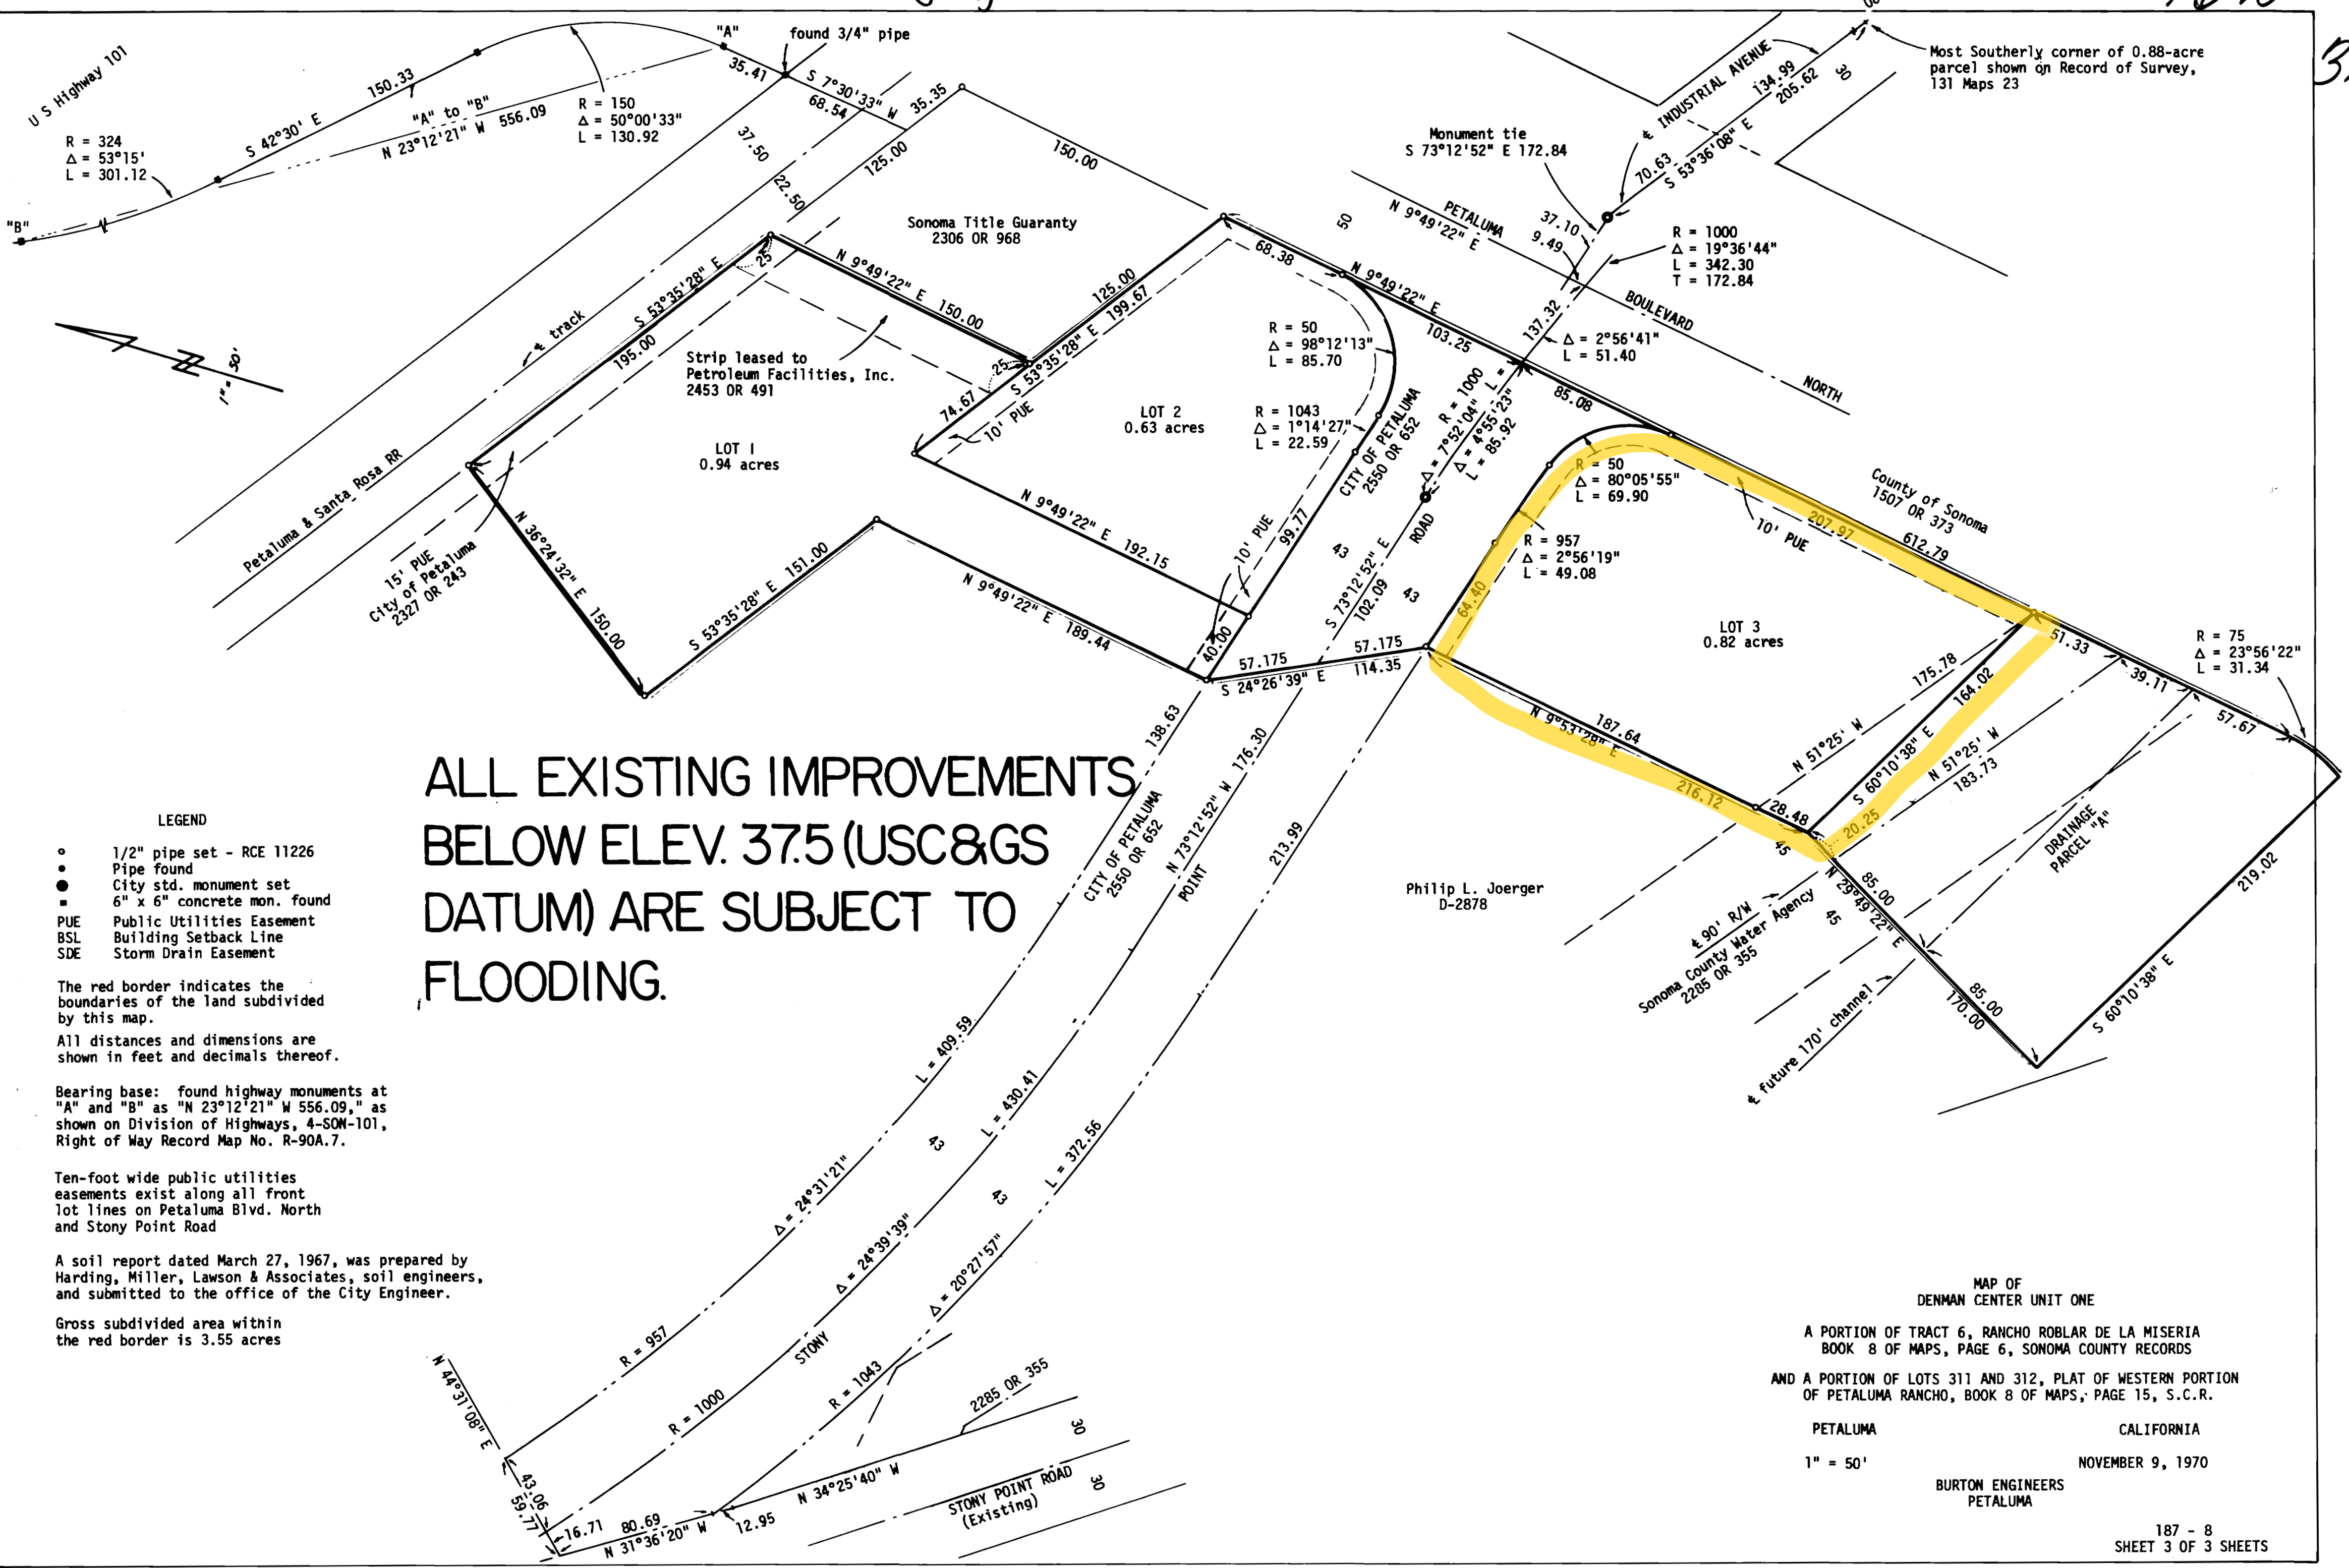 U S Highway 101
R = 324
Δ = 53°15'
L = 301.12
"B"
S 42°30' E
150.33
"A" to "B"
N 23°12'21" W 556.09
R = 150
Δ = 50°00'33"
L = 130.92
"A"
35.41
found 3/4" pipe
S 7°30'33" W
68.54
35.35
37.50
22.50
125.00
150.00
Sonoma Title Guaranty
2306 OR 968
Most Southerly corner of 0.88-acre
parcel shown on Record of Survey,
131 Maps 23
℄ INDUSTRIAL AVENUE
134.99
205.62
30
70.63
S 53°36'08" E
Monument tie
S 73°12'52" E 172.84
50
PETALUMA
N 9°49'22" E
37.10
9.49
BOULEVARD
NORTH
R = 1000
Δ = 19°36'44"
L = 342.30
T = 172.84
137.32
Δ = 2°56'41"
L = 51.40
1" = 50'
Petaluma & Santa Rosa RR
℄ track
S 53°35'28" E
195.00
25
N 9°49'22" E 150.00
Strip leased to
Petroleum Facilities, Inc.
2453 OR 491
LOT 1
0.94 acres
15' PUE
City of Petaluma
2327 OR 243
N 36°24'32" E 150.00
S 53°35'28" E 151.00
N 9°49'22" E 189.44
125.00
S 53°35'28" E 199.67
25
74.67
10' PUE
68.38
N 9°49'22" E
103.25
R = 50
Δ = 98°12'13"
L = 85.70
LOT 2
0.63 acres
R = 1043
Δ = 1°14'27"
L = 22.59
N 9°49'22" E 192.15
10' PUE
99.77
40.00
CITY OF PETALUMA
2550 OR 652
R = 1000
Δ = 7°52'04" L =
Δ = 4°55'23"
L = 85.92
85.08
ROAD
43
43
S 73°12'52" E
102.09
57.175
57.175
S 24°26'39" E 114.35
R = 50
Δ = 80°05'55"
L = 69.90
R = 957
Δ = 2°56'19"
L = 49.08
64.40
10' PUE
207.97
612.79
County of Sonoma
1507 OR 373
LOT 3
0.82 acres
187.64
N 9°53'28" E
216.12
28.48
175.78
N 51°25' W
164.02
S 60°10'38" E
N 51°25' W
183.73
20.25
51.33
39.11
57.67
R = 75
Δ = 23°56'22"
L = 31.34
DRAINAGE
PARCEL "A"
219.02
S 60°10'38" E
45
85.00
N 29°49'22" E
45
85.00
170.00
℄ 90' R/W
Sonoma County Water Agency
2285 OR 355
℄ future 170' channel
Philip L. Joerger
D-2878
138.63
CITY OF PETALUMA
2550 OR 652
N 73°12'52" W 176.30
POINT
213.99
ALL EXISTING IMPROVEMENTS
BELOW ELEV. 37.5 (USC&GS
DATUM) ARE SUBJECT TO
FLOODING.
LEGEND
1/2" pipe set - RCE 11226
Pipe found
City std. monument set
6" x 6" concrete mon. found
PUE Public Utilities Easement
BSL Building Setback Line
SDE Storm Drain Easement
The red border indicates the
boundaries of the land subdivided
by this map.
All distances and dimensions are
shown in feet and decimals thereof.
Bearing base: found highway monuments at
"A" and "B" as "N 23°12'21" W 556.09," as
shown on Division of Highways, 4-SON-101,
Right of Way Record Map No. R-90A.7.
Ten-foot wide public utilities
easements exist along all front
lot lines on Petaluma Blvd. North
and Stony Point Road
A soil report dated March 27, 1967, was prepared by
Harding, Miller, Lawson & Associates, soil engineers,
and submitted to the office of the City Engineer.
Gross subdivided area within
the red border is 3.55 acres
L = 409.59
Δ = 24°31'21"
R = 957
L = 430.41
Δ = 24°39'39"
STONY
R = 1000
L = 372.56
Δ = 20°27'57"
R = 1043
43
43
N 44°31'08" E
43.06
59.77
16.71
80.69
N 31°36'20" W
12.95
N 34°25'40" W
2285 OR 355
30
STONY POINT ROAD
(Existing)
30
MAP OF
DENMAN CENTER UNIT ONE
A PORTION OF TRACT 6, RANCHO ROBLAR DE LA MISERIA
BOOK 8 OF MAPS, PAGE 6, SONOMA COUNTY RECORDS
AND A PORTION OF LOTS 311 AND 312, PLAT OF WESTERN PORTION
OF PETALUMA RANCHO, BOOK 8 OF MAPS, PAGE 15, S.C.R.
PETALUMA CALIFORNIA
1" = 50' NOVEMBER 9, 1970
BURTON ENGINEERS
PETALUMA
187 - 8
SHEET 3 OF 3 SHEETS